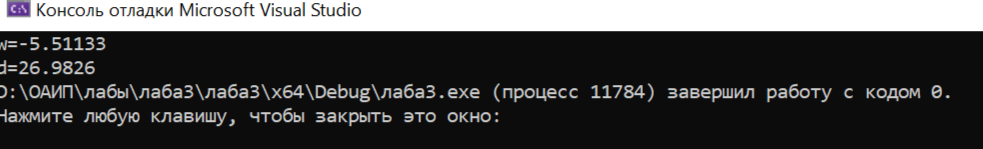 Консоль отладки Microsoft Visual Studio
w=-5.51133
d=26.9826
D:\ОАИП\лабы\лаба3\лаба3\x64\Debug\лаба3.exe (процесс 11784) завершил работу с кодом 0.
Нажмите любую клавишу, чтобы закрыть это окно: